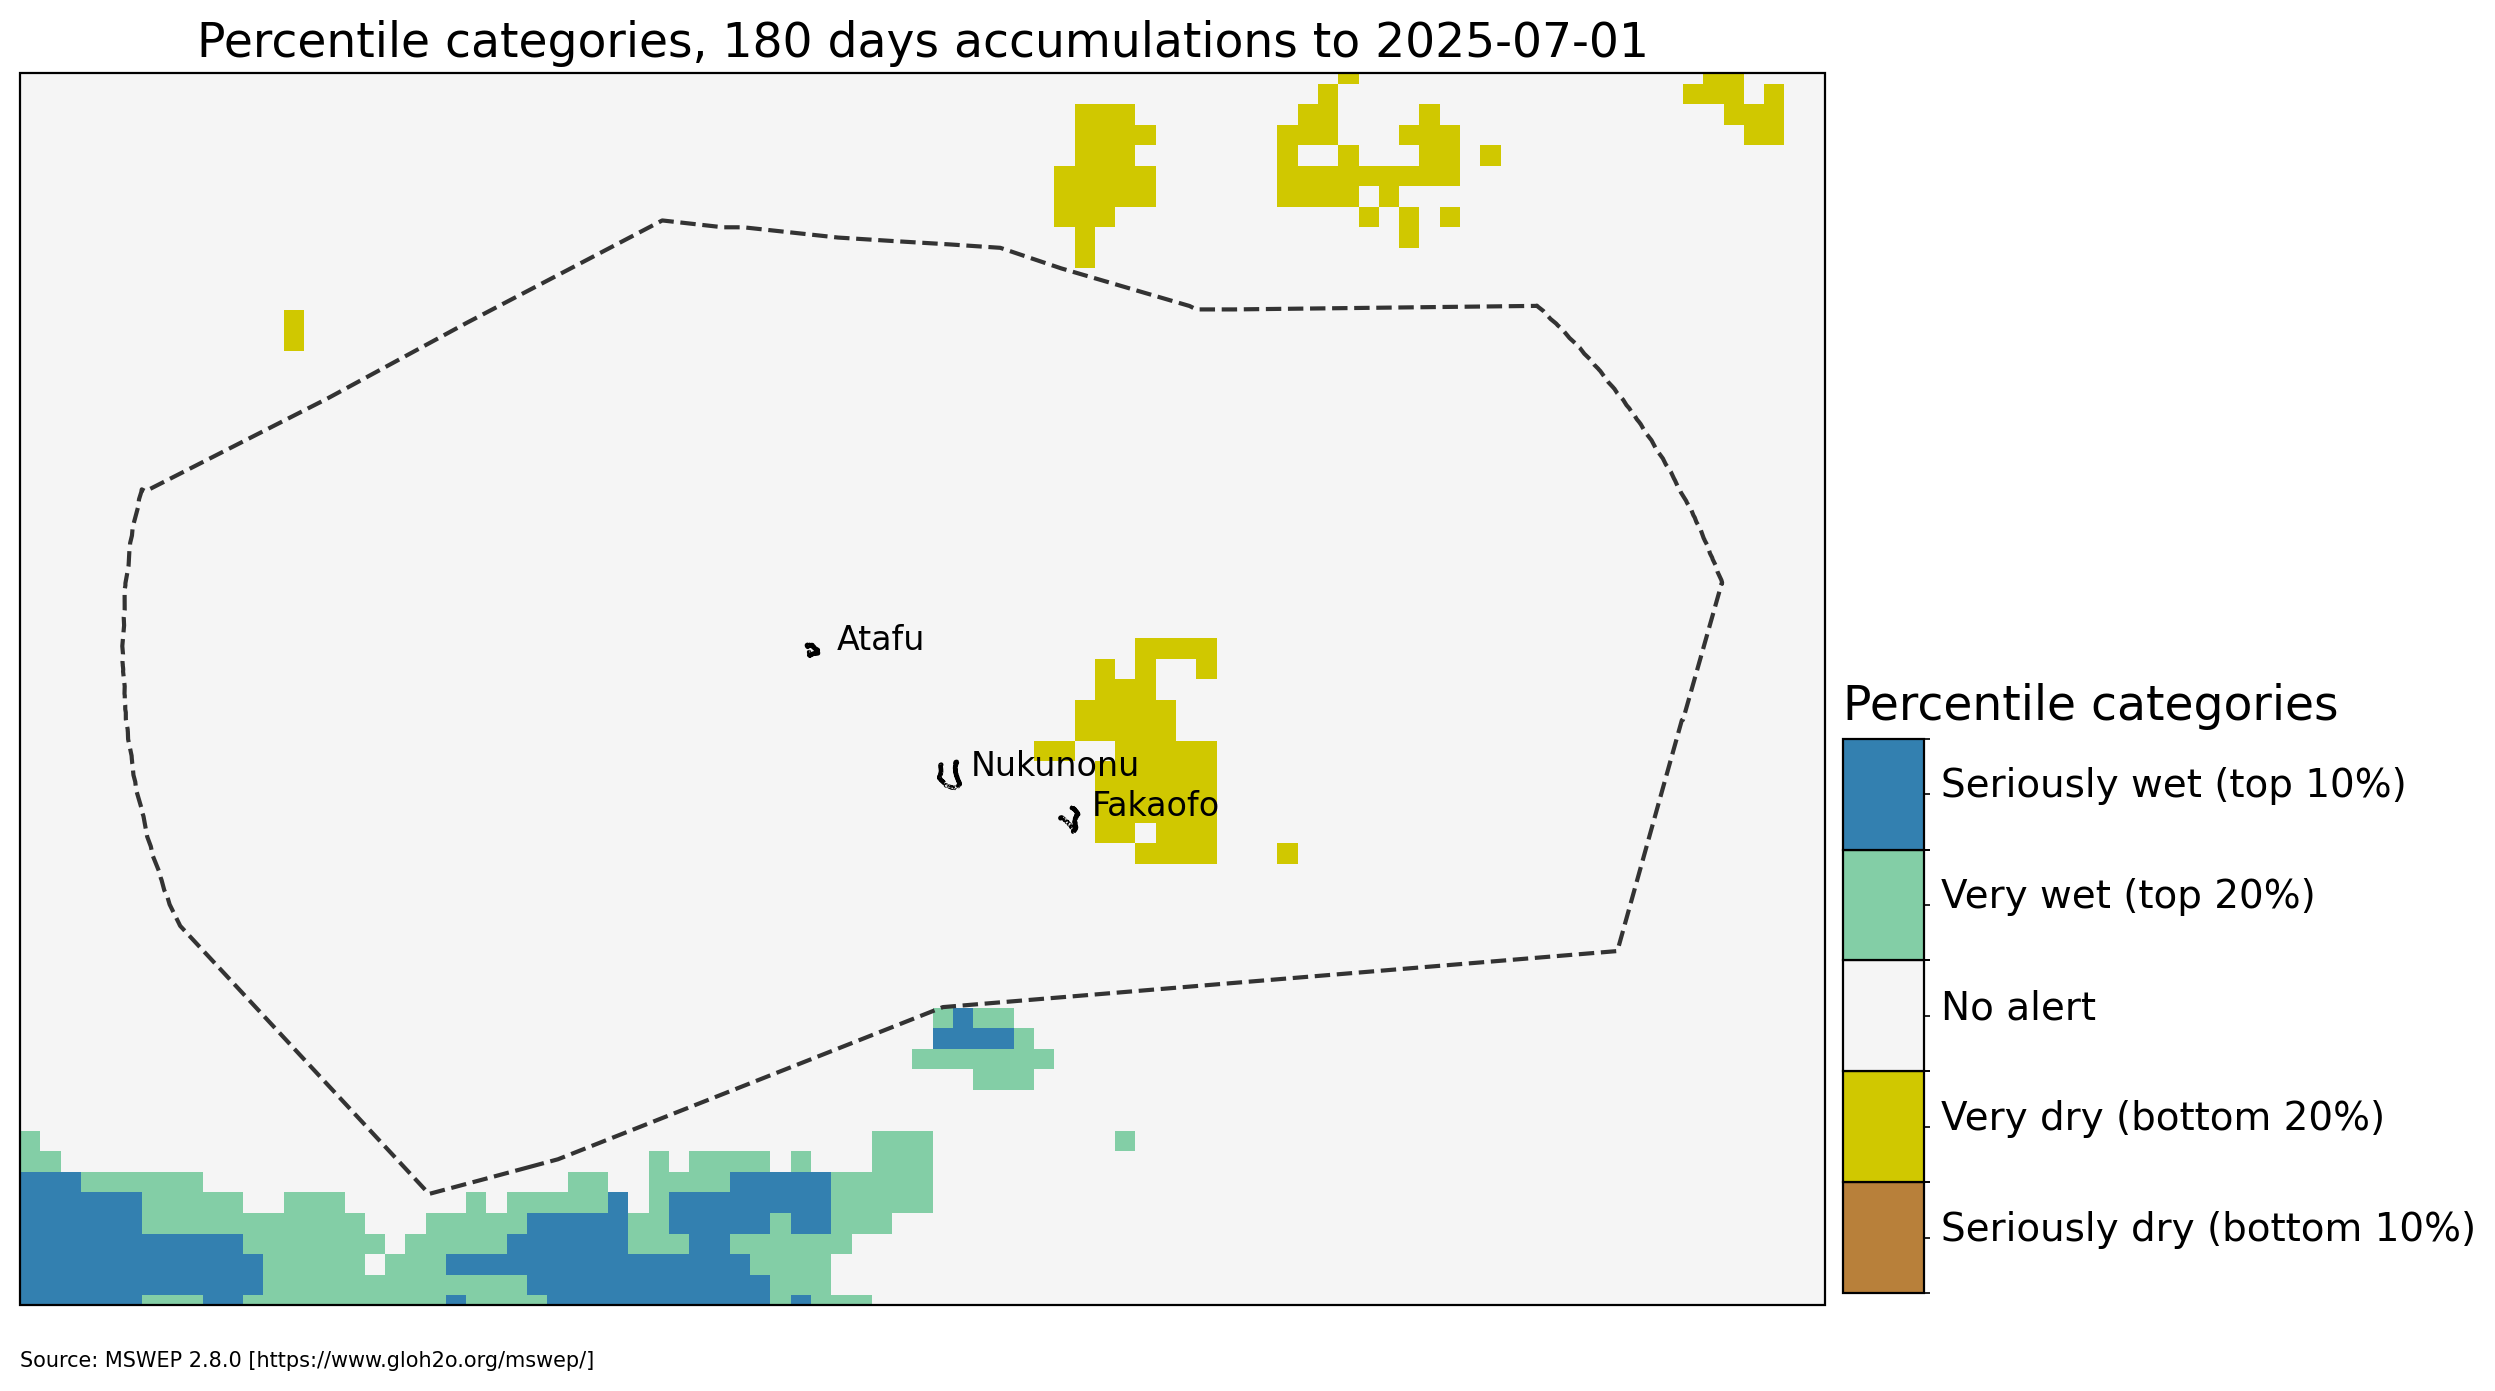 Percentile categories, 180 days accumulations to 2025-07-01
Atafu
Nukunonu
Fakaofo
Percentile categories
Seriously wet (top 10%)
Very wet (top 20%)
No alert
Very dry (bottom 20%)
Seriously dry (bottom 10%)
Source: MSWEP 2.8.0 [https://www.gloh2o.org/mswep/]